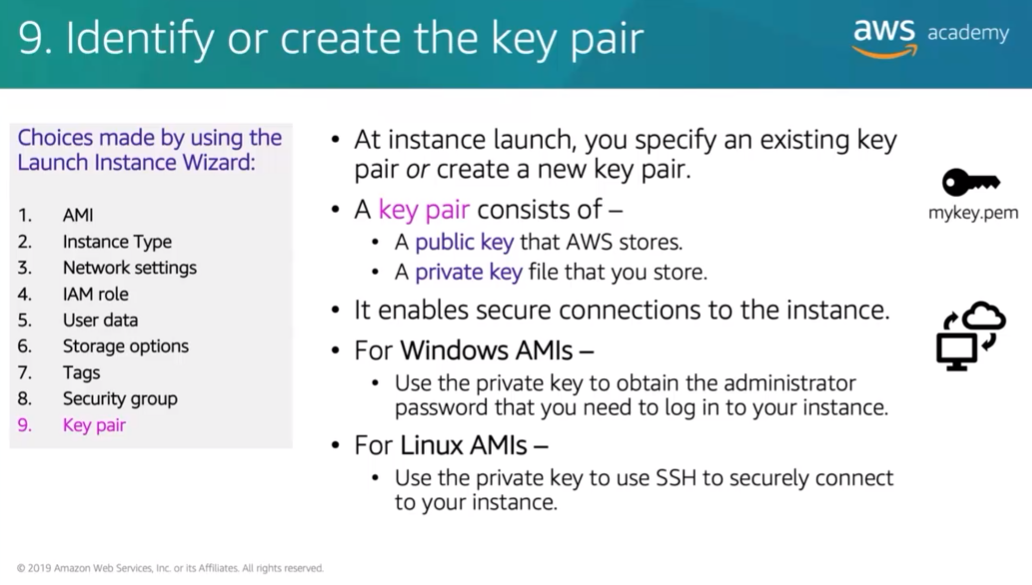 9. Identify or create the key pair
aws academy
Choices made by using the
Launch Instance Wizard:
1. AMI
2. Instance Type
3. Network settings
4. IAM role
5. User data
6. Storage options
7. Tags
8. Security group
9. Key pair
• At instance launch, you specify an existing key
pair or create a new key pair.
• A key pair consists of –
• A public key that AWS stores.
• A private key file that you store.
• It enables secure connections to the instance.
• For Windows AMIs –
• Use the private key to obtain the administrator
password that you need to log in to your instance.
• For Linux AMIs –
• Use the private key to use SSH to securely connect
to your instance.
mykey.pem
© 2019 Amazon Web Services, Inc. or its Affiliates. All rights reserved.